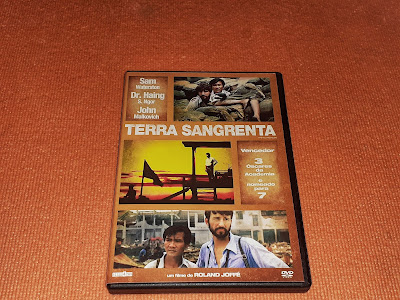 Sam
Waterston
Dr. Haing
S. Ngor
John
Malkovich
TERRA SANGRENTA
Vencedor
3
Óscares da
Academia
e nomeado
para
7
um filme de ROLAND JOFFÉ
DVD